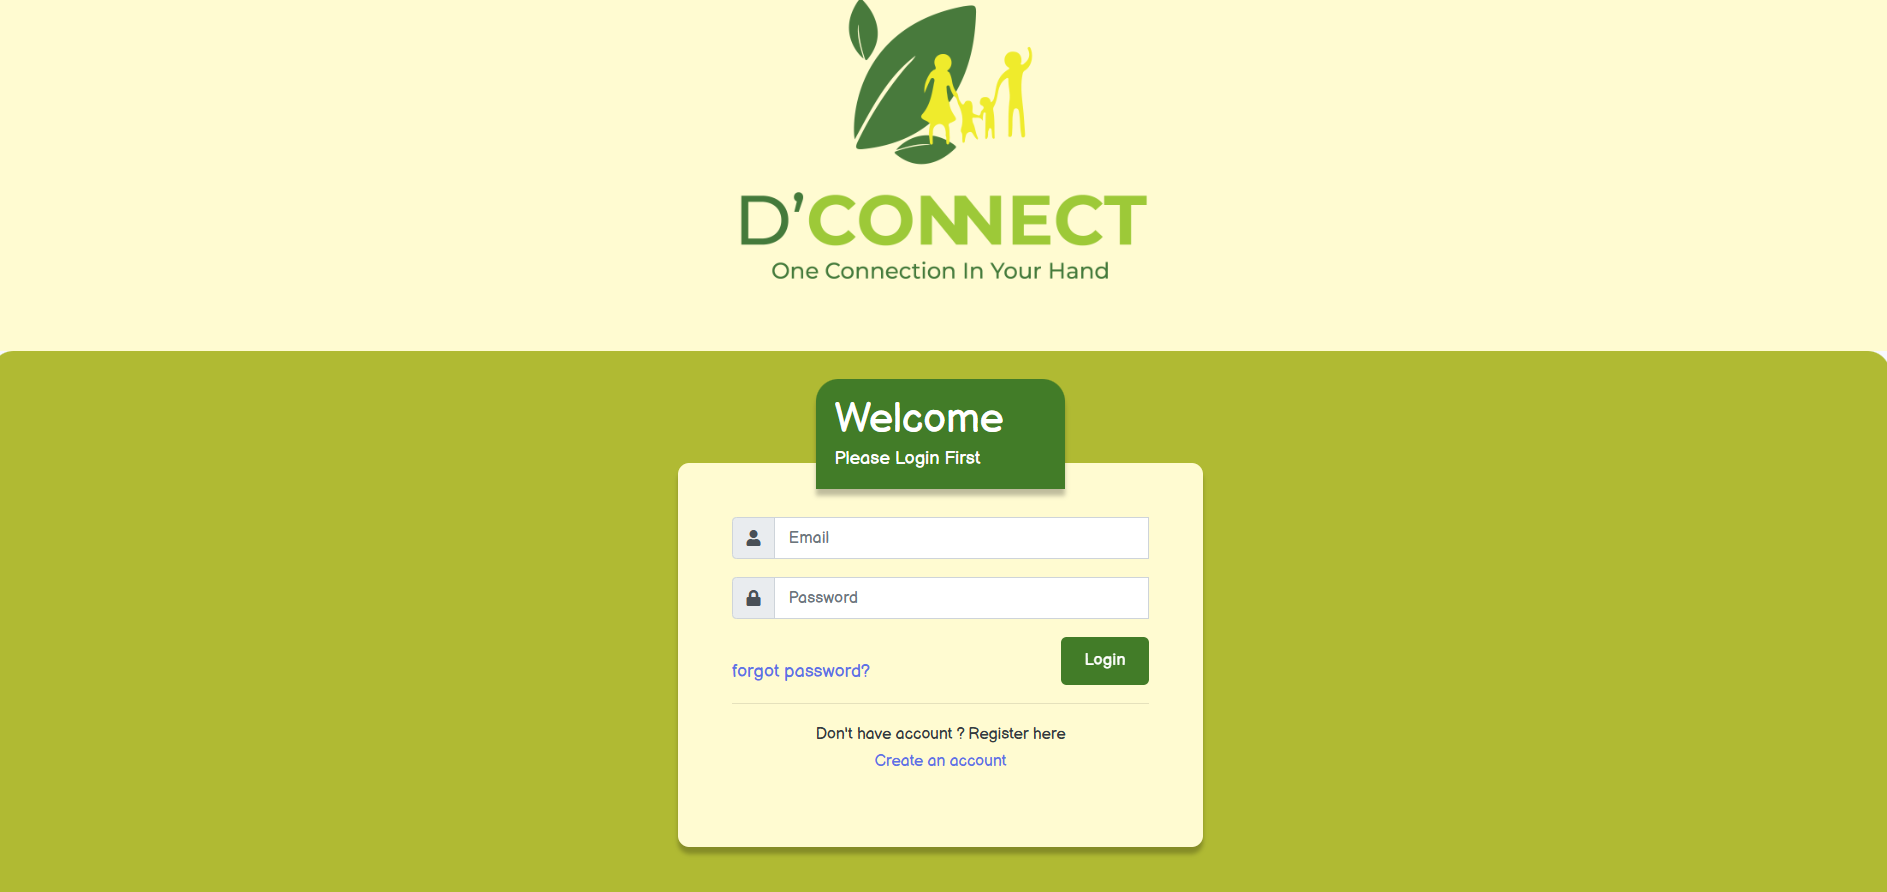 D'CONNECT
One Connection In Your Hand
Welcome
Please Login First
Email
Password
forgot password?
Login
Don't have account ? Register here
Create an account